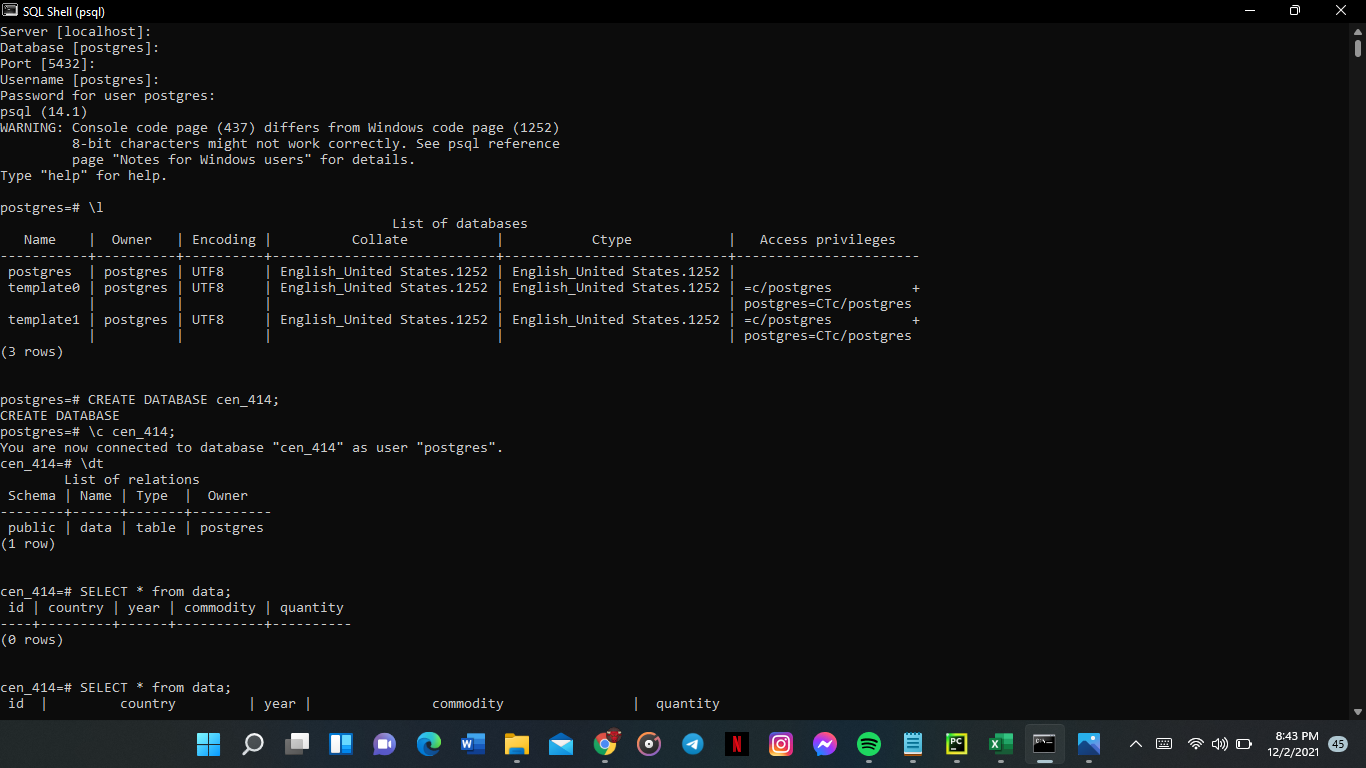 SQL Shell (psql)
Server [localhost]:
Database [postgres]:
Port [5432]:
Username [postgres]:
Password for user postgres:
psql (14.1)
WARNING: Console code page (437) differs from Windows code page (1252)
         8-bit characters might not work correctly. See psql reference
         page "Notes for Windows users" for details.
Type "help" for help.

postgres=# \l
                                                 List of databases
   Name    |  Owner   | Encoding |          Collate           |           Ctype            |   Access privileges
-----------+----------+----------+----------------------------+----------------------------+-----------------------
 postgres  | postgres | UTF8     | English_United States.1252 | English_United States.1252 |
 template0 | postgres | UTF8     | English_United States.1252 | English_United States.1252 | =c/postgres          +
           |          |          |                            |                            | postgres=CTc/postgres
 template1 | postgres | UTF8     | English_United States.1252 | English_United States.1252 | =c/postgres          +
           |          |          |                            |                            | postgres=CTc/postgres
(3 rows)


postgres=# CREATE DATABASE cen_414;
CREATE DATABASE
postgres=# \c cen_414;
You are now connected to database "cen_414" as user "postgres".
cen_414=# \dt
        List of relations
 Schema | Name | Type  |  Owner
--------+------+-------+----------
 public | data | table | postgres
(1 row)


cen_414=# SELECT * from data;
 id | country | year | commodity | quantity
----+---------+------+-----------+----------
(0 rows)


cen_414=# SELECT * from data;
 id  |         country         | year |               commodity                |  quantity
W
N
PC
X
8:43 PM
12/2/2021
45